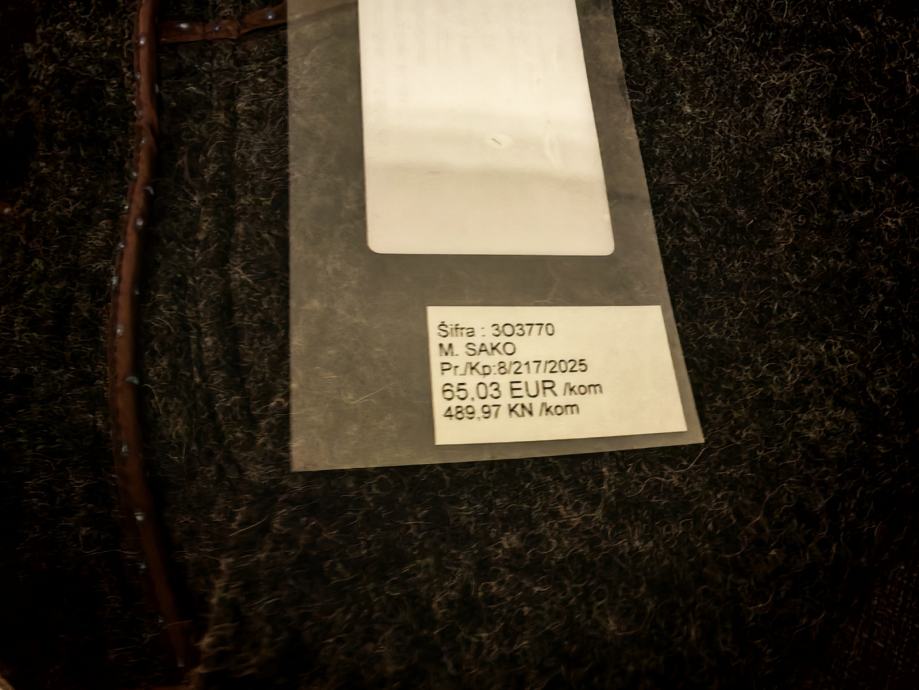 Šifra : 3O3770
M. SAKO
Pr./Kp:8/217/2025
65,03 EUR /kom
489,97 KN /kom